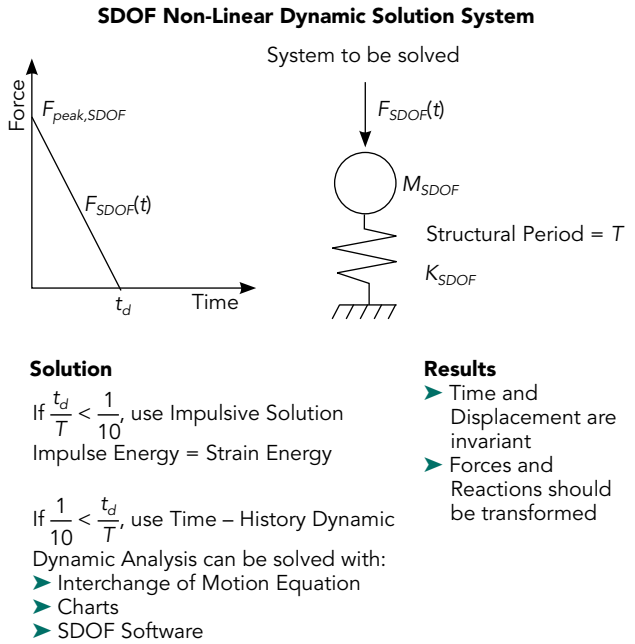 SDOF Non-Linear Dynamic Solution System
Force
F_peak,SDOF
F_SDOF(t)
t_d
Time
System to be solved
F_SDOF(t)
M_SDOF
Structural Period = T
K_SDOF
Solution
If t_d/T < 1/10, use Impulsive Solution
Impulse Energy = Strain Energy
If 1/10 < t_d/T, use Time – History Dynamic
Dynamic Analysis can be solved with:
➤ Interchange of Motion Equation
➤ Charts
➤ SDOF Software
Results
➤ Time and
Displacement are
invariant
➤ Forces and
Reactions should
be transformed